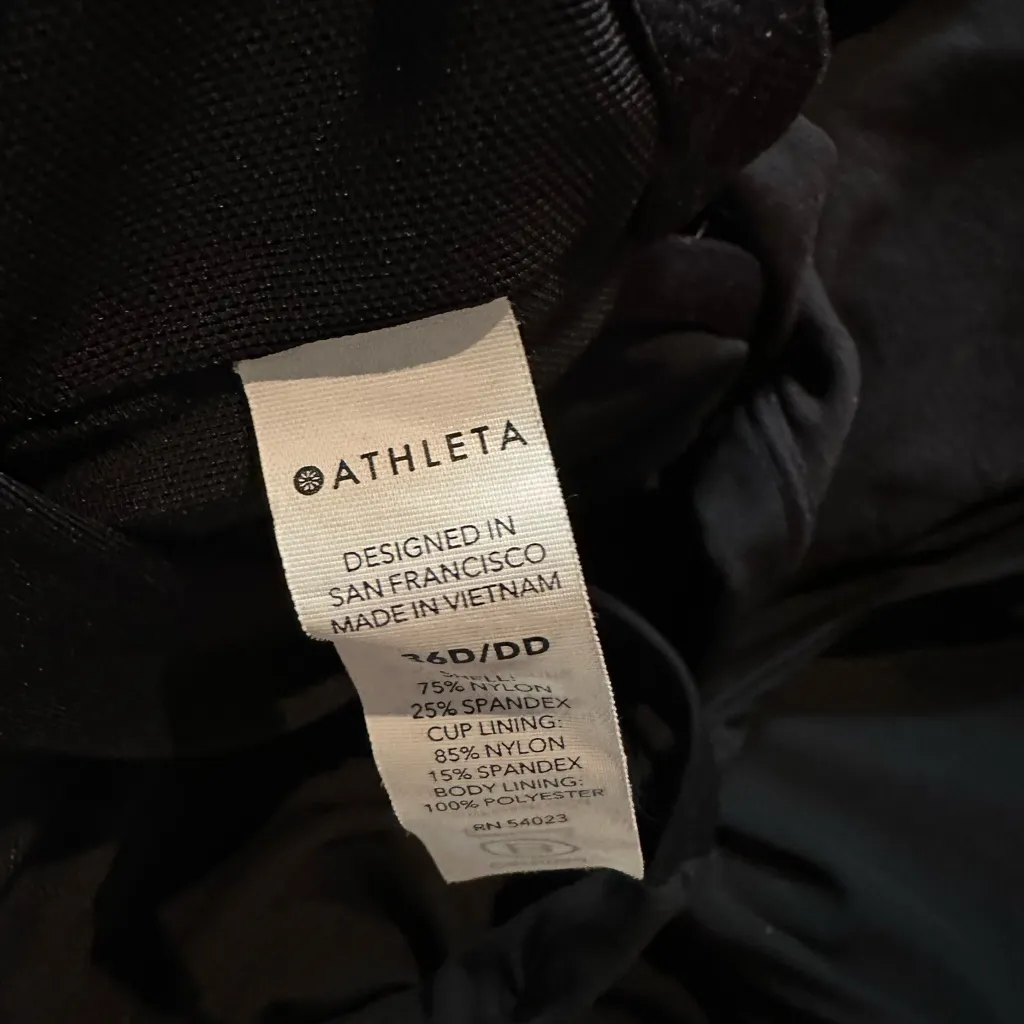 ATHLETA
DESIGNED IN
SAN FRANCISCO
MADE IN VIETNAM
36D/DD
SHELL:
75% NYLON
25% SPANDEX
CUP LINING:
85% NYLON
15% SPANDEX
BODY LINING:
100% POLYESTER
RN 54023